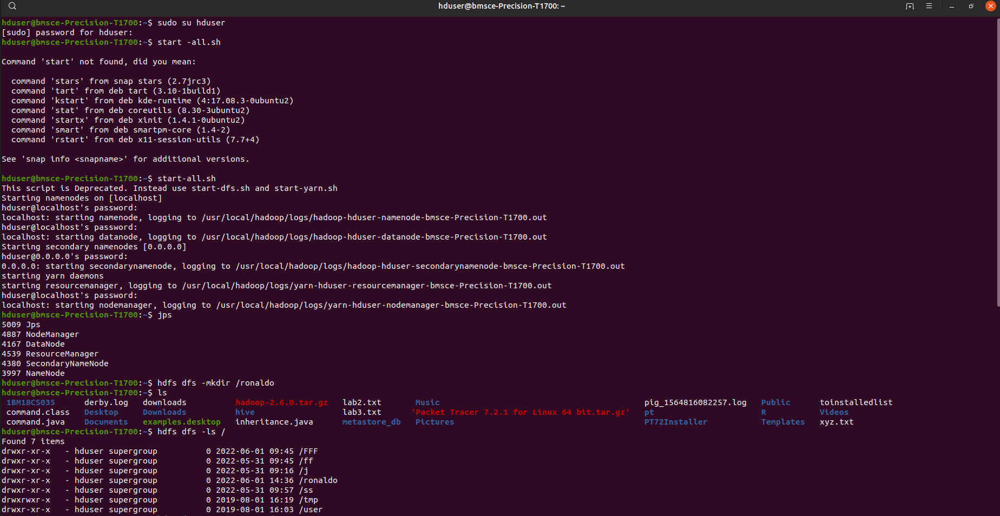 hduser@bmsce-Precision-T1700: ~
hduser@bmsce-Precision-T1700:~$ sudo su hduser
[sudo] password for hduser:
hduser@bmsce-Precision-T1700:~$ start -all.sh
Command 'start' not found, did you mean:
command 'stars' from snap stars (2.7jrc3)
command 'tart' from deb tart (3.10-1build1)
command 'kstart' from deb kde-runtime (4:17.08.3-0ubuntu2)
command 'stat' from deb coreutils (8.30-3ubuntu2)
command 'startx' from deb xinit (1.4.1-0ubuntu2)
command 'smart' from deb smartpm-core (1.4-2)
command 'rstart' from deb x11-session-utils (7.7+4)
See 'snap info <snapname>' for additional versions.
hduser@bmsce-Precision-T1700:~$ start-all.sh
This script is Deprecated. Instead use start-dfs.sh and start-yarn.sh
Starting namenodes on [localhost]
hduser@localhost's password:
localhost: starting namenode, logging to /usr/local/hadoop/logs/hadoop-hduser-namenode-bmsce-Precision-T1700.out
hduser@localhost's password:
localhost: starting datanode, logging to /usr/local/hadoop/logs/hadoop-hduser-datanode-bmsce-Precision-T1700.out
Starting secondary namenodes [0.0.0.0]
hduser@0.0.0.0's password:
0.0.0.0: starting secondarynamenode, logging to /usr/local/hadoop/logs/hadoop-hduser-secondarynamenode-bmsce-Precision-T1700.out
starting yarn daemons
starting resourcemanager, logging to /usr/local/hadoop/logs/yarn-hduser-resourcemanager-bmsce-Precision-T1700.out
hduser@localhost's password:
localhost: starting nodemanager, logging to /usr/local/hadoop/logs/yarn-hduser-nodemanager-bmsce-Precision-T1700.out
hduser@bmsce-Precision-T1700:~$ jps
5009 Jps
4887 NodeManager
4167 DataNode
4539 ResourceManager
4380 SecondaryNameNode
3997 NameNode
hduser@bmsce-Precision-T1700:~$ hdfs dfs -mkdir /ronaldo
hduser@bmsce-Precision-T1700:~$ ls
1BM18CS035 derby.log downloads hadoop-2.6.0.tar.gz lab2.txt Music pig_1564816082257.log Public toinstalledlist
command.class Desktop Downloads hive lab3.txt 'Packet Tracer 7.2.1 for Linux 64 bit.tar.gz' pt R Videos
command.java Documents examples.desktop inheritance.java metastore_db Pictures PT72Installer Templates xyz.txt
hduser@bmsce-Precision-T1700:~$ hdfs dfs -ls /
Found 7 items
drwxr-xr-x - hduser supergroup 0 2022-06-01 09:45 /FFF
drwxr-xr-x - hduser supergroup 0 2022-05-31 09:45 /ff
drwxr-xr-x - hduser supergroup 0 2022-05-31 09:16 /j
drwxr-xr-x - hduser supergroup 0 2022-06-01 14:36 /ronaldo
drwxr-xr-x - hduser supergroup 0 2022-05-31 09:57 /ss
drwxrwxr-x - hduser supergroup 0 2019-08-01 16:19 /tmp
drwxr-xr-x - hduser supergroup 0 2019-08-01 16:03 /user